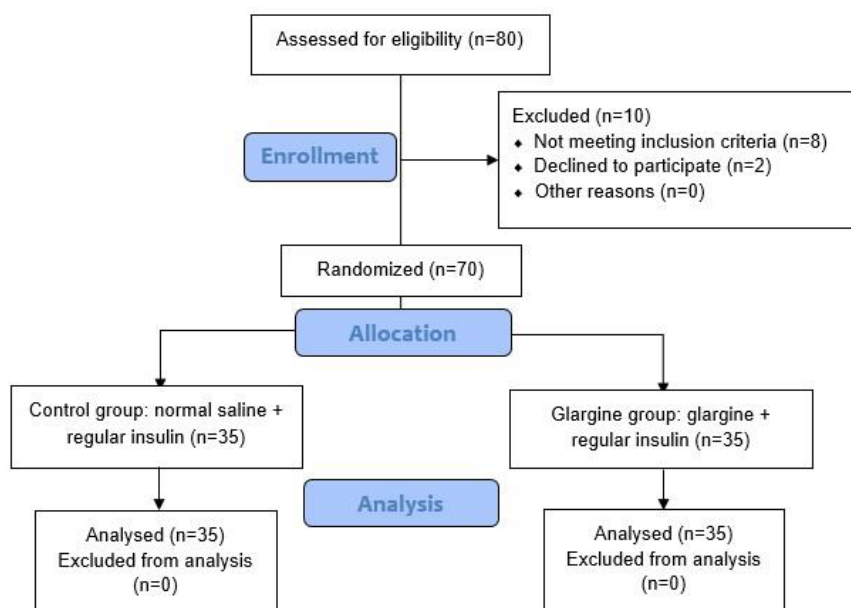 Assessed for eligibility (n=80)
Excluded (n=10)
⬥ Not meeting inclusion criteria (n=8)
⬥ Declined to participate (n=2)
⬥ Other reasons (n=0)
Enrollment
Randomized (n=70)
Allocation
Control group: normal saline +
regular insulin (n=35)
Glargine group: glargine +
regular insulin (n=35)
Analysis
Analysed (n=35)
Excluded from analysis
(n=0)
Analysed (n=35)
Excluded from analysis
(n=0)